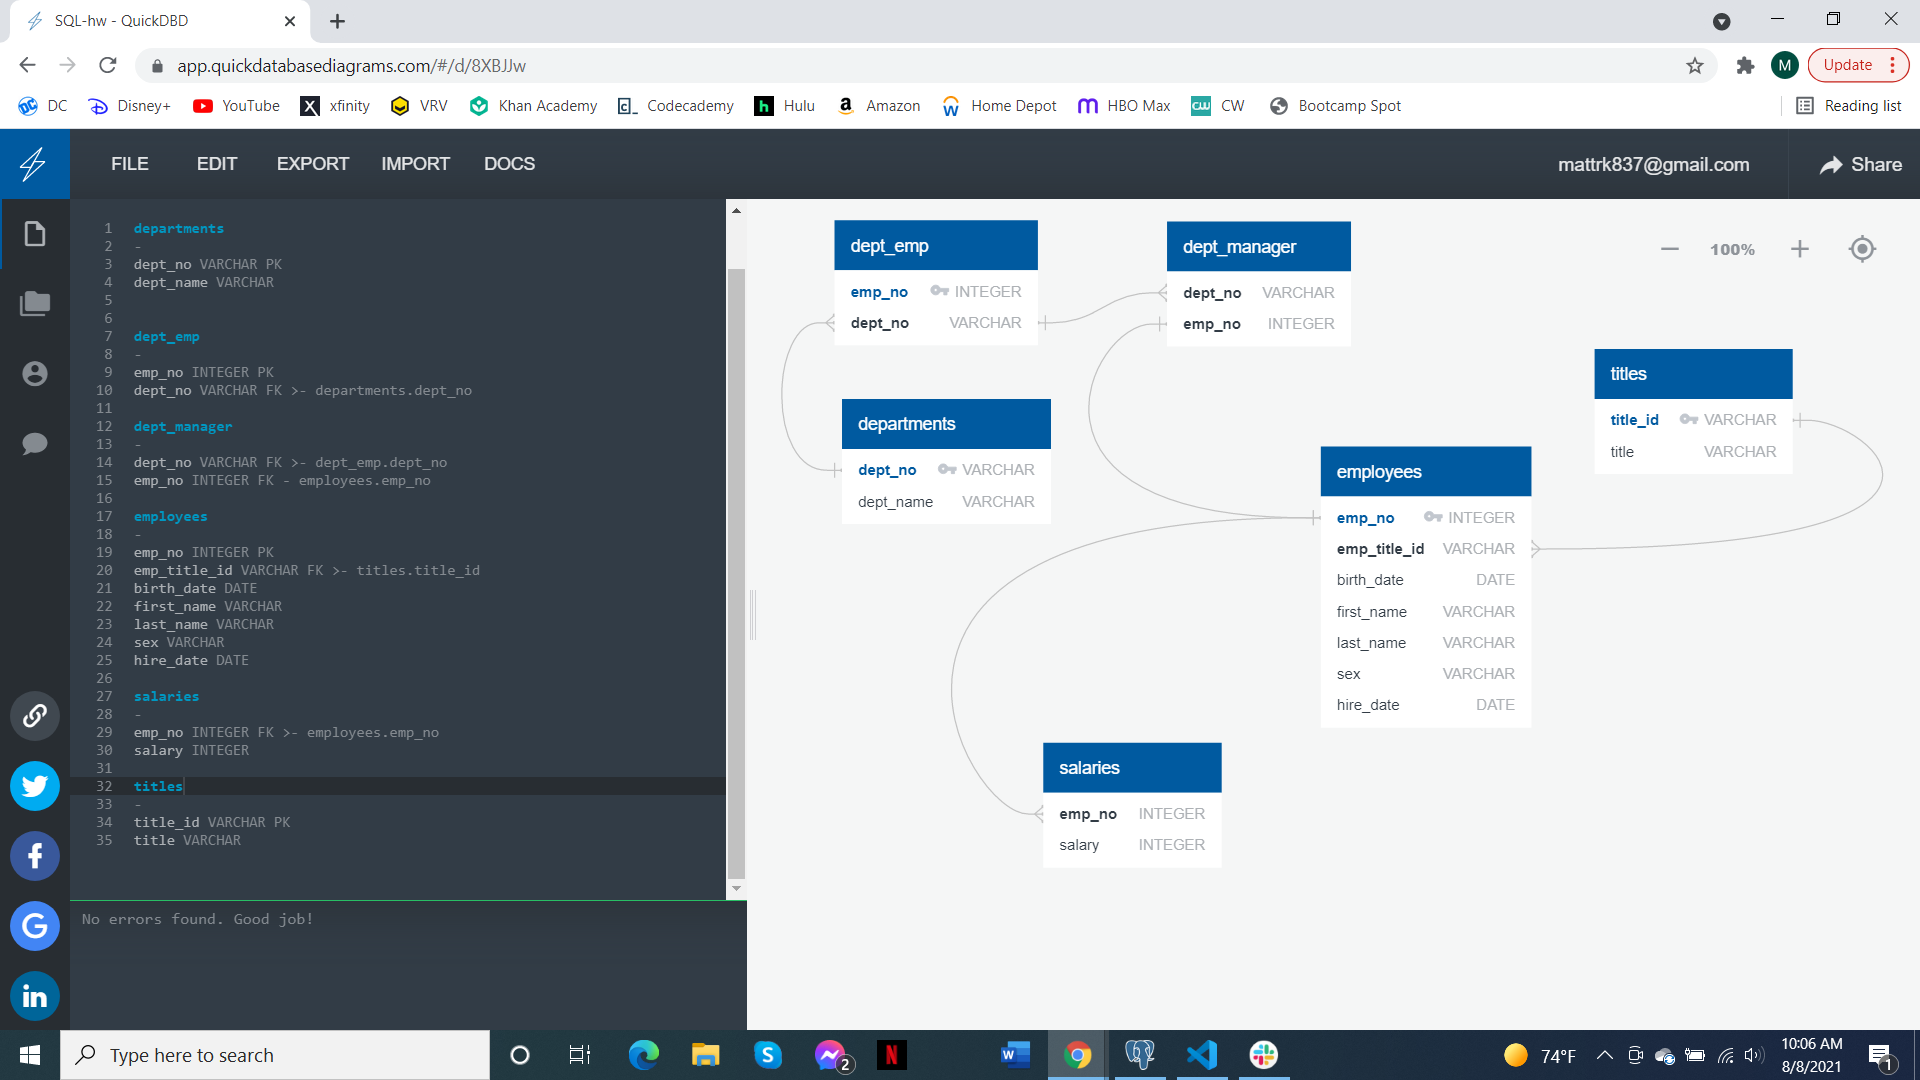 SQL-hw - QuickDBD
app.quickdatabasediagrams.com/#/d/8XBJJw
M
Update
DC
Disney+
YouTube
xfinity
VRV
Khan Academy
Codecademy
Hulu
Amazon
Home Depot
HBO Max
CW
Bootcamp Spot
Reading list
FILE EDIT EXPORT IMPORT DOCS
mattrk837@gmail.com
Share
1 departments
2 -
3 dept_no VARCHAR PK
4 dept_name VARCHAR
5
6
7 dept_emp
8 -
9 emp_no INTEGER PK
10 dept_no VARCHAR FK >- departments.dept_no
11
12 dept_manager
13 -
14 dept_no VARCHAR FK >- dept_emp.dept_no
15 emp_no INTEGER FK - employees.emp_no
16
17 employees
18 -
19 emp_no INTEGER PK
20 emp_title_id VARCHAR FK >- titles.title_id
21 birth_date DATE
22 first_name VARCHAR
23 last_name VARCHAR
24 sex VARCHAR
25 hire_date DATE
26
27 salaries
28 -
29 emp_no INTEGER FK >- employees.emp_no
30 salary INTEGER
31
32 titles
33 -
34 title_id VARCHAR PK
35 title VARCHAR
No errors found. Good job!
100%
dept_emp
emp_no INTEGER
dept_no VARCHAR
dept_manager
dept_no VARCHAR
emp_no INTEGER
titles
title_id VARCHAR
title VARCHAR
departments
dept_no VARCHAR
dept_name VARCHAR
employees
emp_no INTEGER
emp_title_id VARCHAR
birth_date DATE
first_name VARCHAR
last_name VARCHAR
sex VARCHAR
hire_date DATE
salaries
emp_no INTEGER
salary INTEGER
Type here to search
2
74°F
10:06 AM
8/8/2021
1